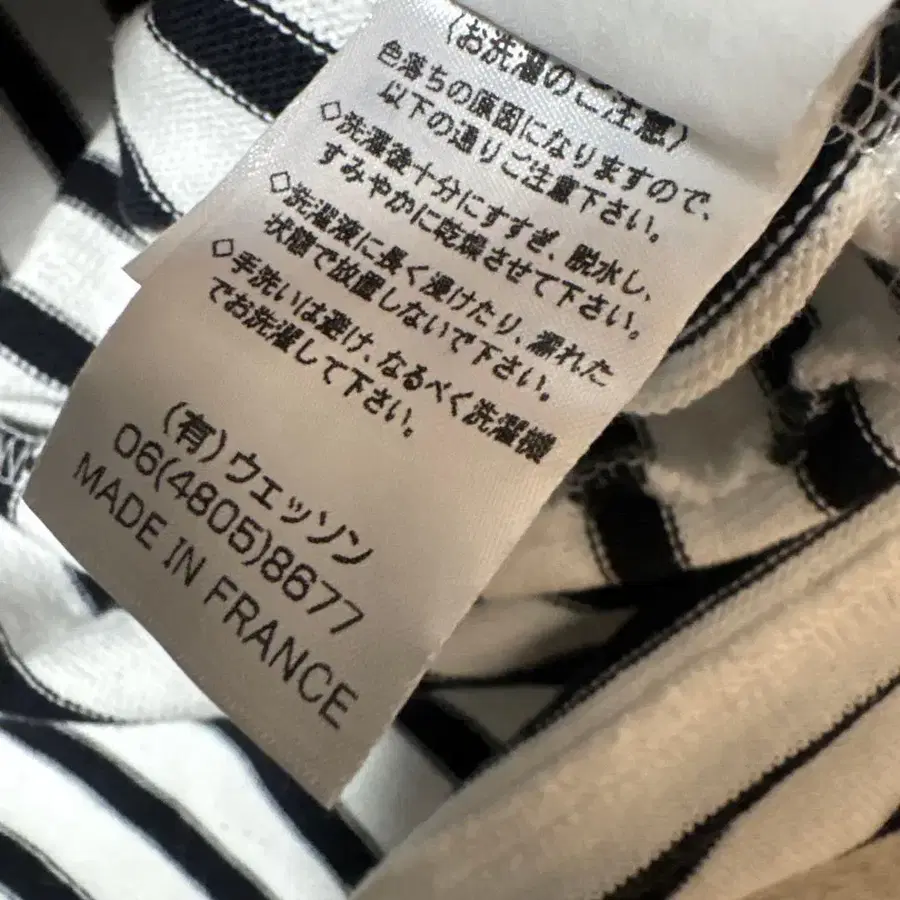 (お洗濯のご注意)
色落ちの原因になりますので、
以下の通りご注意下さい。
◇洗濯後十分にすすぎ、脱水し、
すみやかに乾燥させて下さい。
◇洗濯液に長く浸けたり、濡れた
状態で放置しないで下さい。
◇手洗いは避け、なるべく洗濯機
でお洗濯して下さい。
(有)ウエッソン
06(4805)8677
MADE IN FRANCE